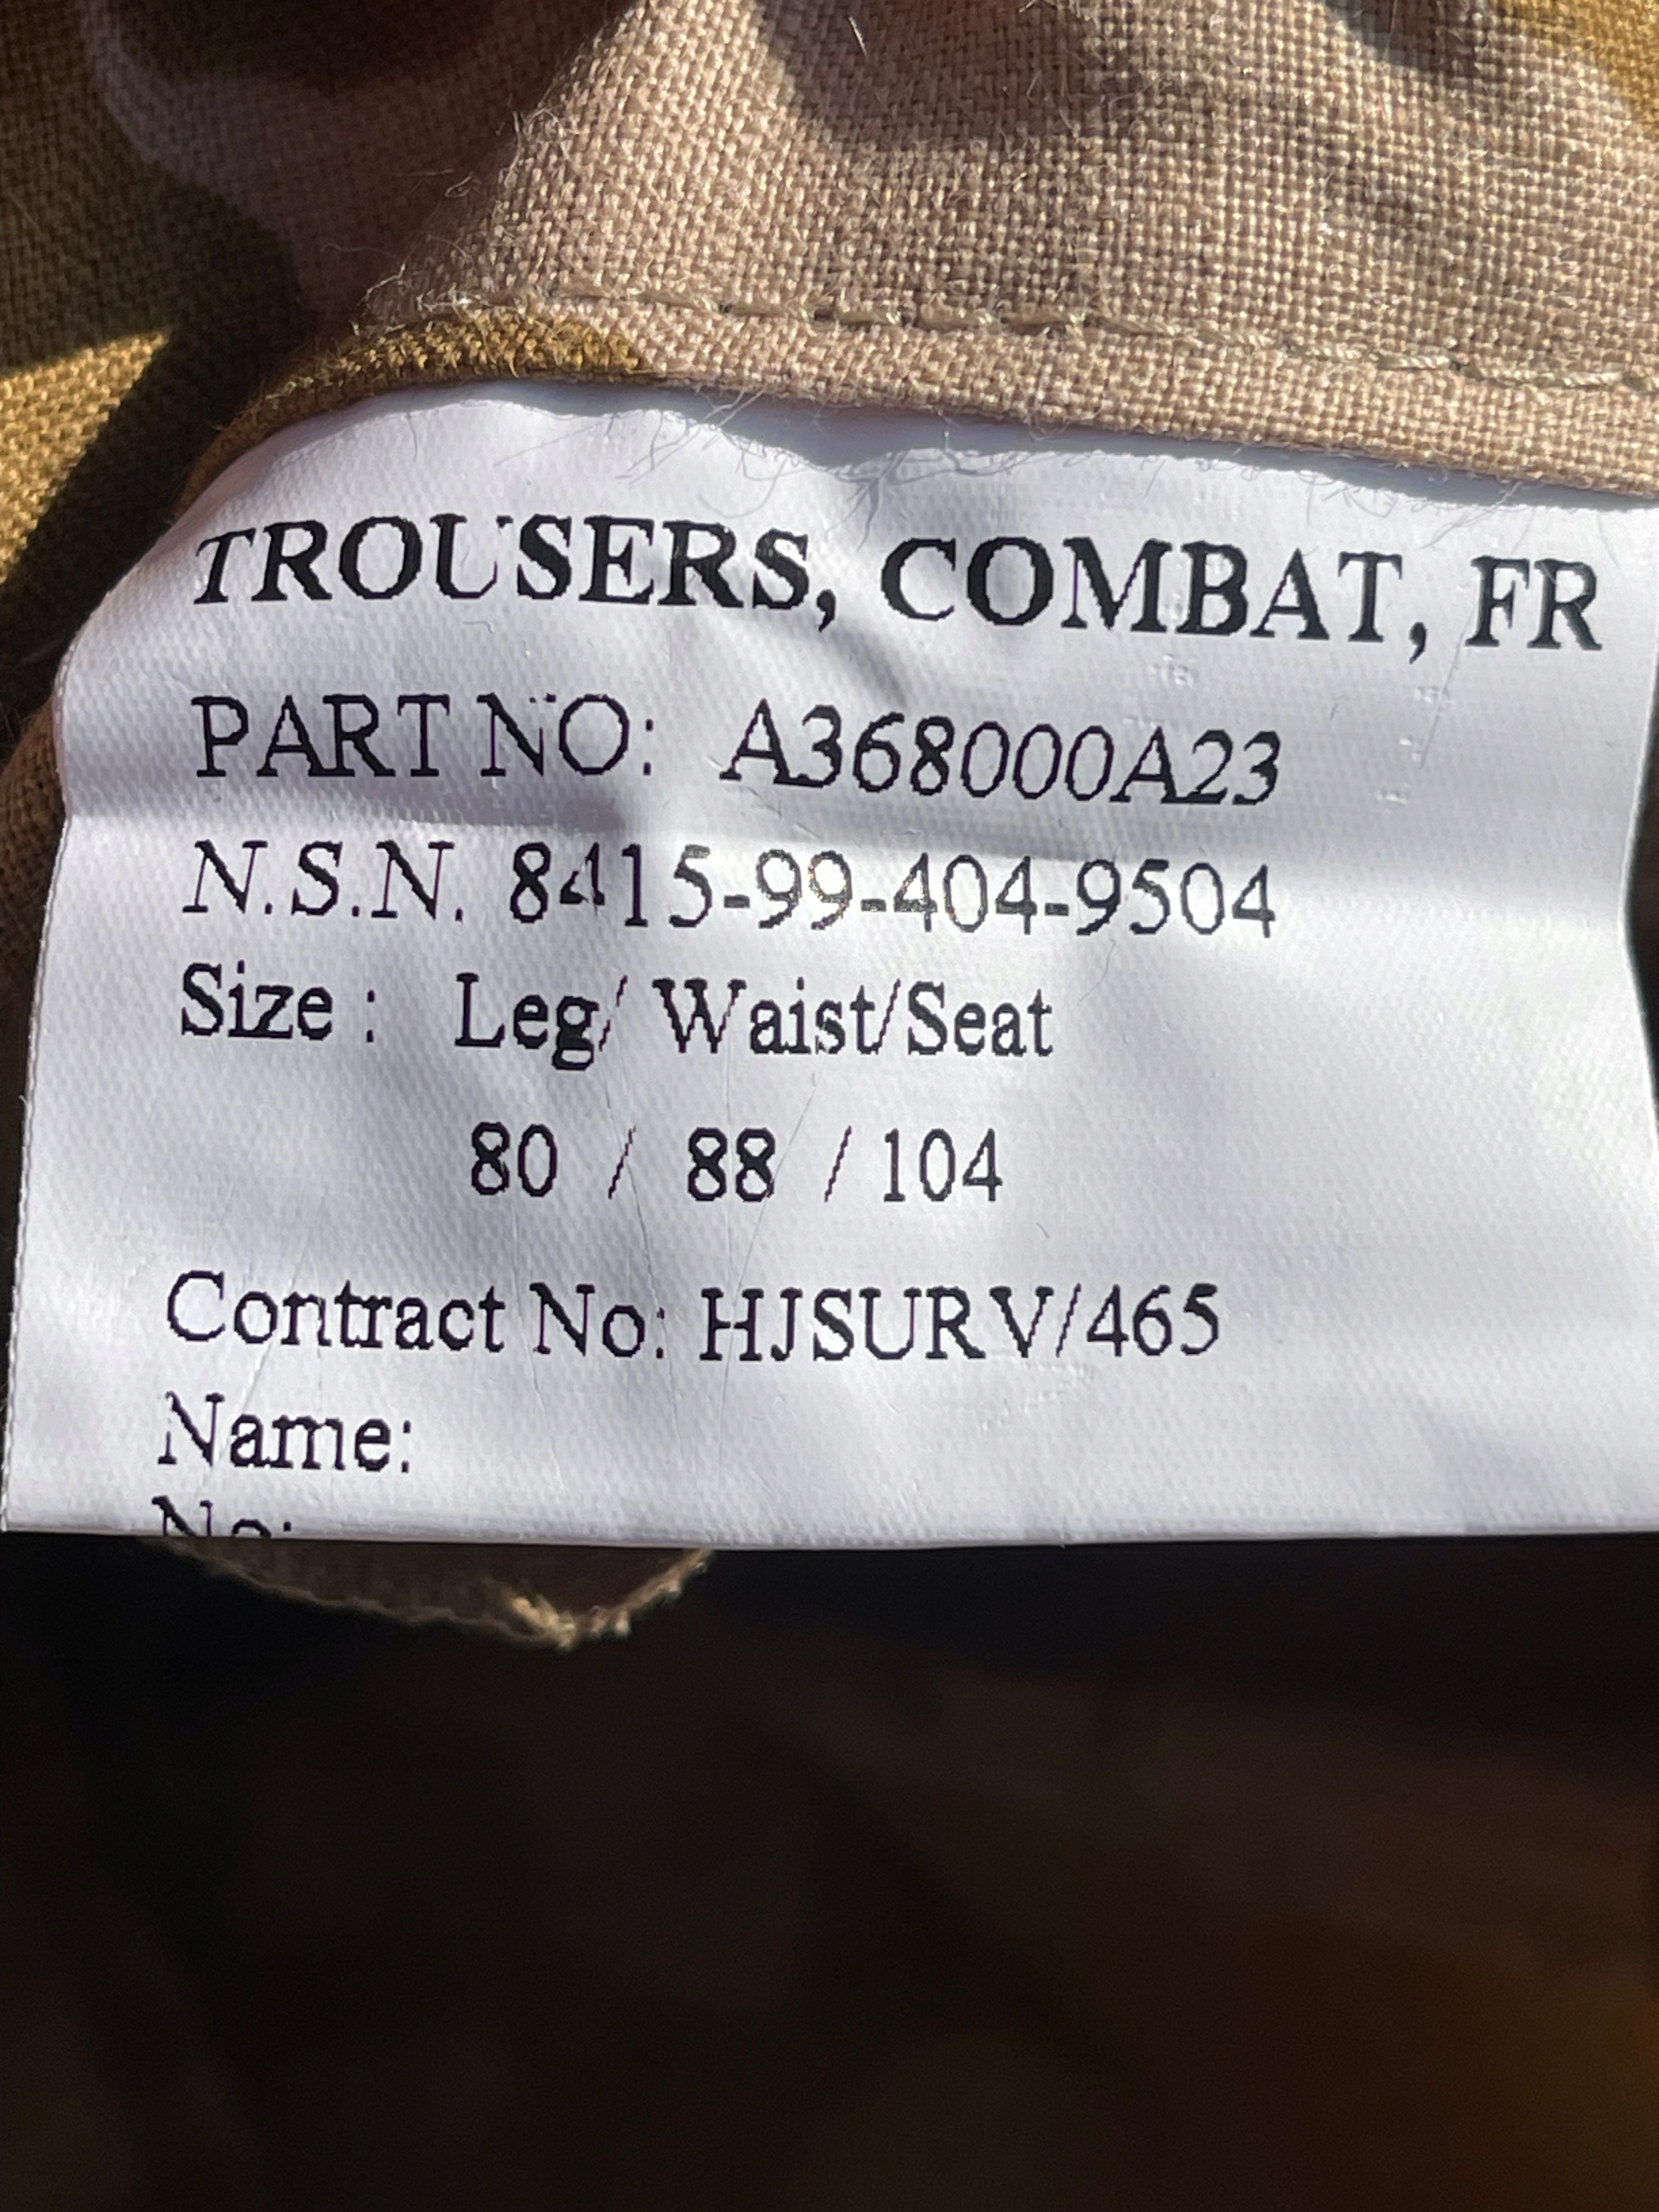 TROUSERS, COMBAT, FR
PART NO: A368000A23
N.S.N. 8415-99-404-9504
Size : Leg/ Waist/Seat
80 / 88 / 104
Contract No: HJSURV/465
Name:
No: